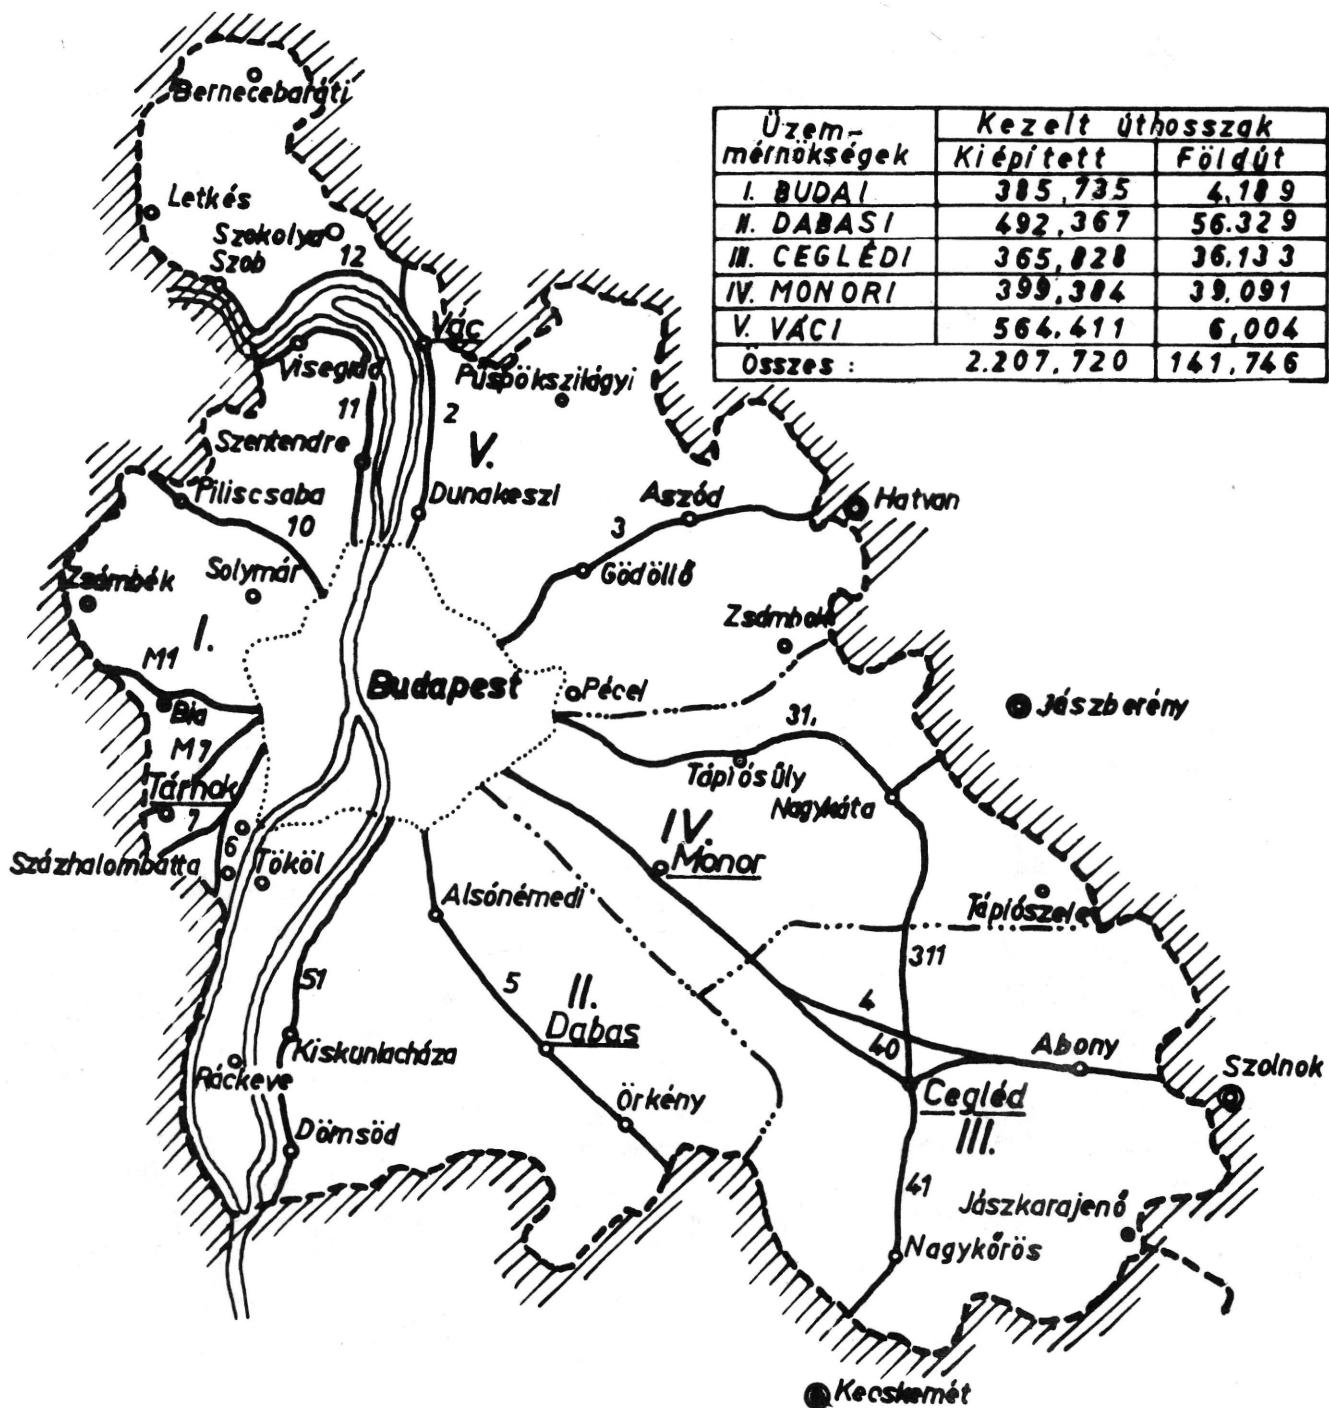 Üzem-
mérnökségek
Kezelt úthosszak
Kiépített Földút
I. BUDAI 385,735 4,189
II. DABASI 492,367 56.329
III. CEGLÉDI 365,828 36.133
IV. MONORI 399,384 39.091
V. VÁCI 564.411 6,004
Összes : 2.207,720 141,746
Bernecebaráti
Letkés
Szokolya
Szob
12
Vác
Visegrád
Püspökszilágyi
11
2
Szentendre
V.
Piliscsaba
Dunakeszi
Aszód
Hatvan
10
3
Solymár
Gödöllő
Zsámbék
Zsámbok
I.
M1
Budapest
Pécel
Bia
31.
Jászberény
M7
Tápiósüly
Tárnok
Nagykáta
7
IV.
6
Monor
Százhalombatta
Tököl
Alsónémedi
Tápiószele
311
51
5
II.
4
Dabas
40
Kiskunlacháza
Abony
Ráckeve
Szolnok
Cegléd
Örkény
III.
Dömsöd
41
Jászkarajenő
Nagykőrös
Kecskemét